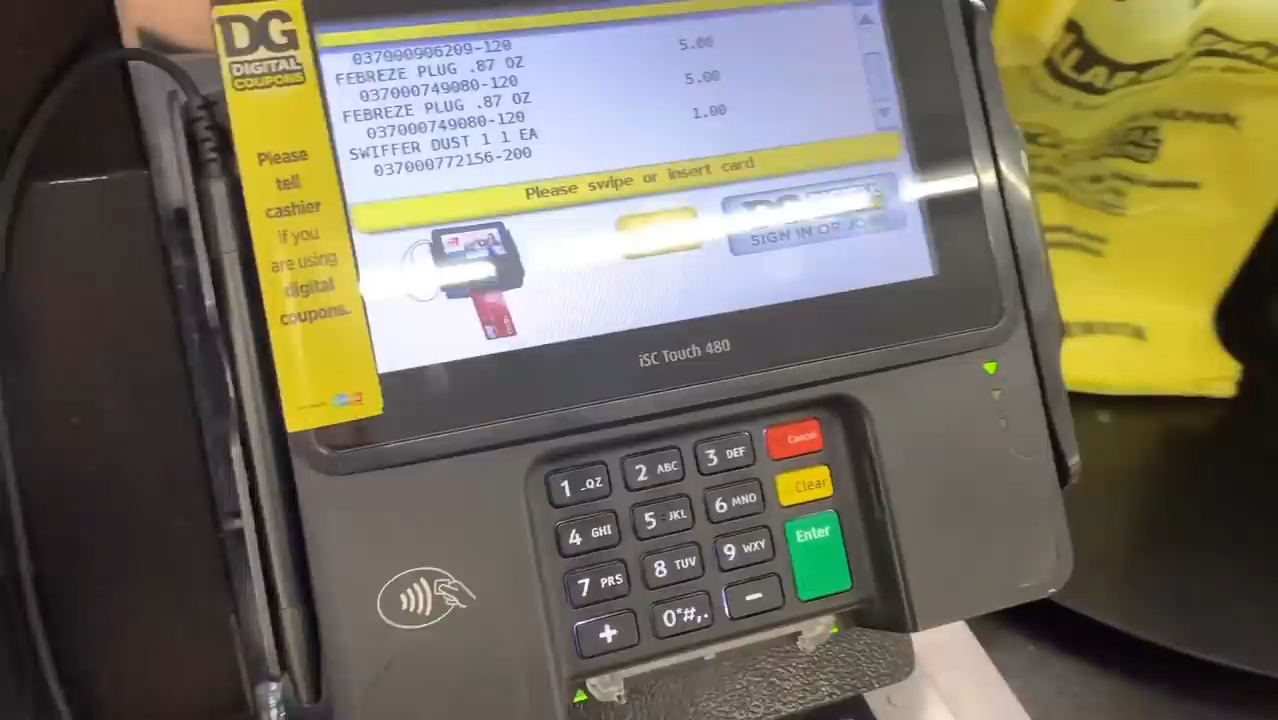 DG
DIGITAL
COUPONS
Please
tell
cashier
if you
are using
digital
coupons.
037000906209-120
FEBREZE PLUG .87 OZ 5.00
037000749080-120
FEBREZE PLUG .87 OZ 5.00
037000749080-120
SWIFFER DUST 1 1 EA 1.00
037000772156-200
Please swipe or insert card
SIGN IN OR
iSC Touch 480
1 -QZ
2 ABC
3 DEF
Cancel
4 GHI
5 JKL
6 MNO
Clear
7 PRS
8 TUV
9 WXY
Enter
+
0*#,.
-